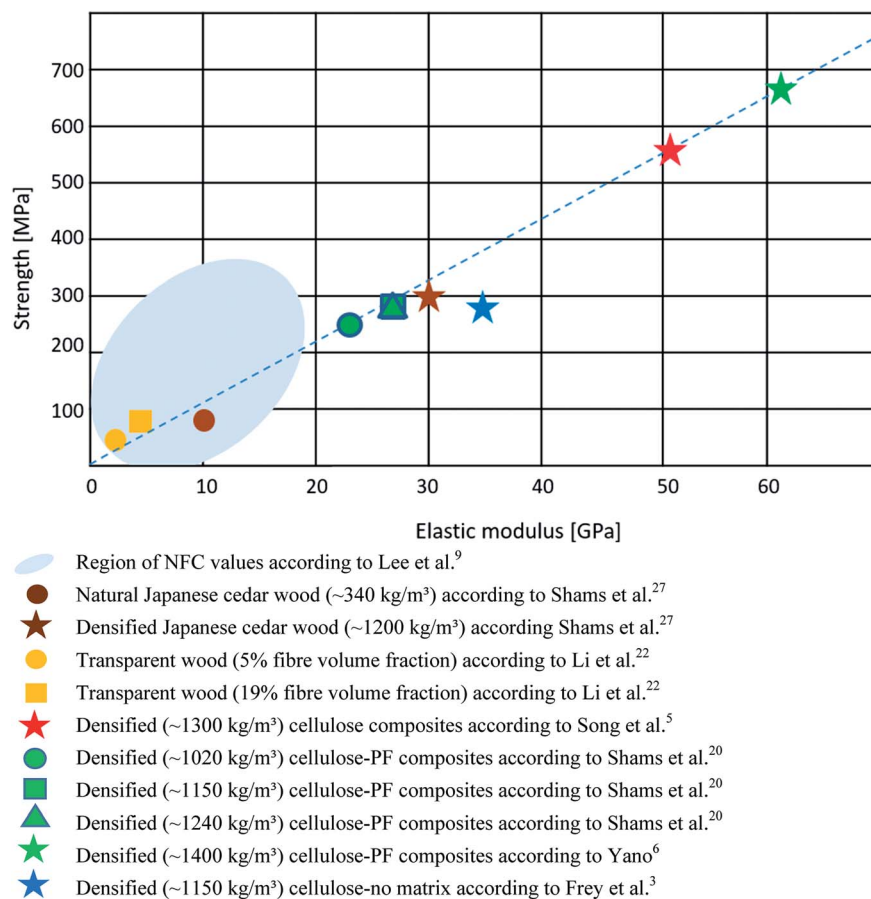 700
600
500
400
300
200
100
0 10 20 30 40 50 60
Strength [MPa]
Elastic modulus [GPa]
Region of NFC values according to Lee et al.9
Natural Japanese cedar wood (~340 kg/m³) according to Shams et al.27
Densified Japanese cedar wood (~1200 kg/m³) according Shams et al.27
Transparent wood (5% fibre volume fraction) according to Li et al.22
Transparent wood (19% fibre volume fraction) according to Li et al.22
Densified (~1300 kg/m³) cellulose composites according to Song et al.5
Densified (~1020 kg/m³) cellulose-PF composites according to Shams et al.20
Densified (~1150 kg/m³) cellulose-PF composites according to Shams et al.20
Densified (~1240 kg/m³) cellulose-PF composites according to Shams et al.20
Densified (~1400 kg/m³) cellulose-PF composites according to Yano6
Densified (~1150 kg/m³) cellulose-no matrix according to Frey et al.3